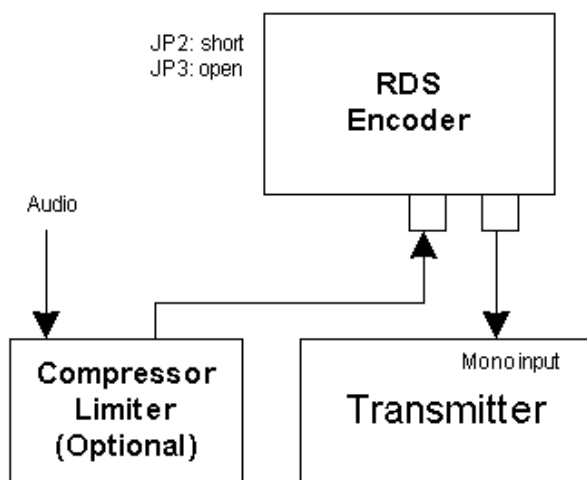 JP2: short
JP3: open
RDS
Encoder
Audio
Compressor
Limiter
(Optional)
Mono input
Transmitter